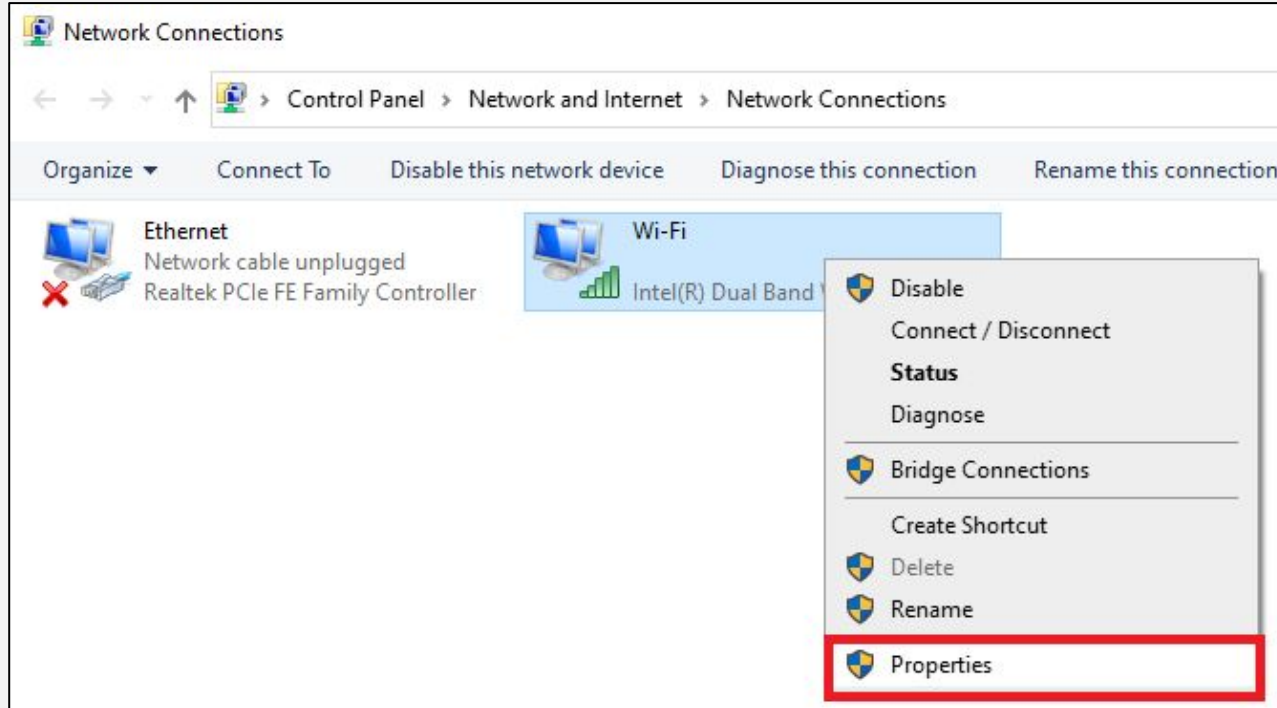 Network Connections
Control Panel > Network and Internet > Network Connections
Organize Connect To Disable this network device Diagnose this connection Rename this connection
Ethernet
Network cable unplugged
Realtek PCIe FE Family Controller
Wi-Fi
Intel(R) Dual Band
Disable
Connect / Disconnect
Status
Diagnose
Bridge Connections
Create Shortcut
Delete
Rename
Properties